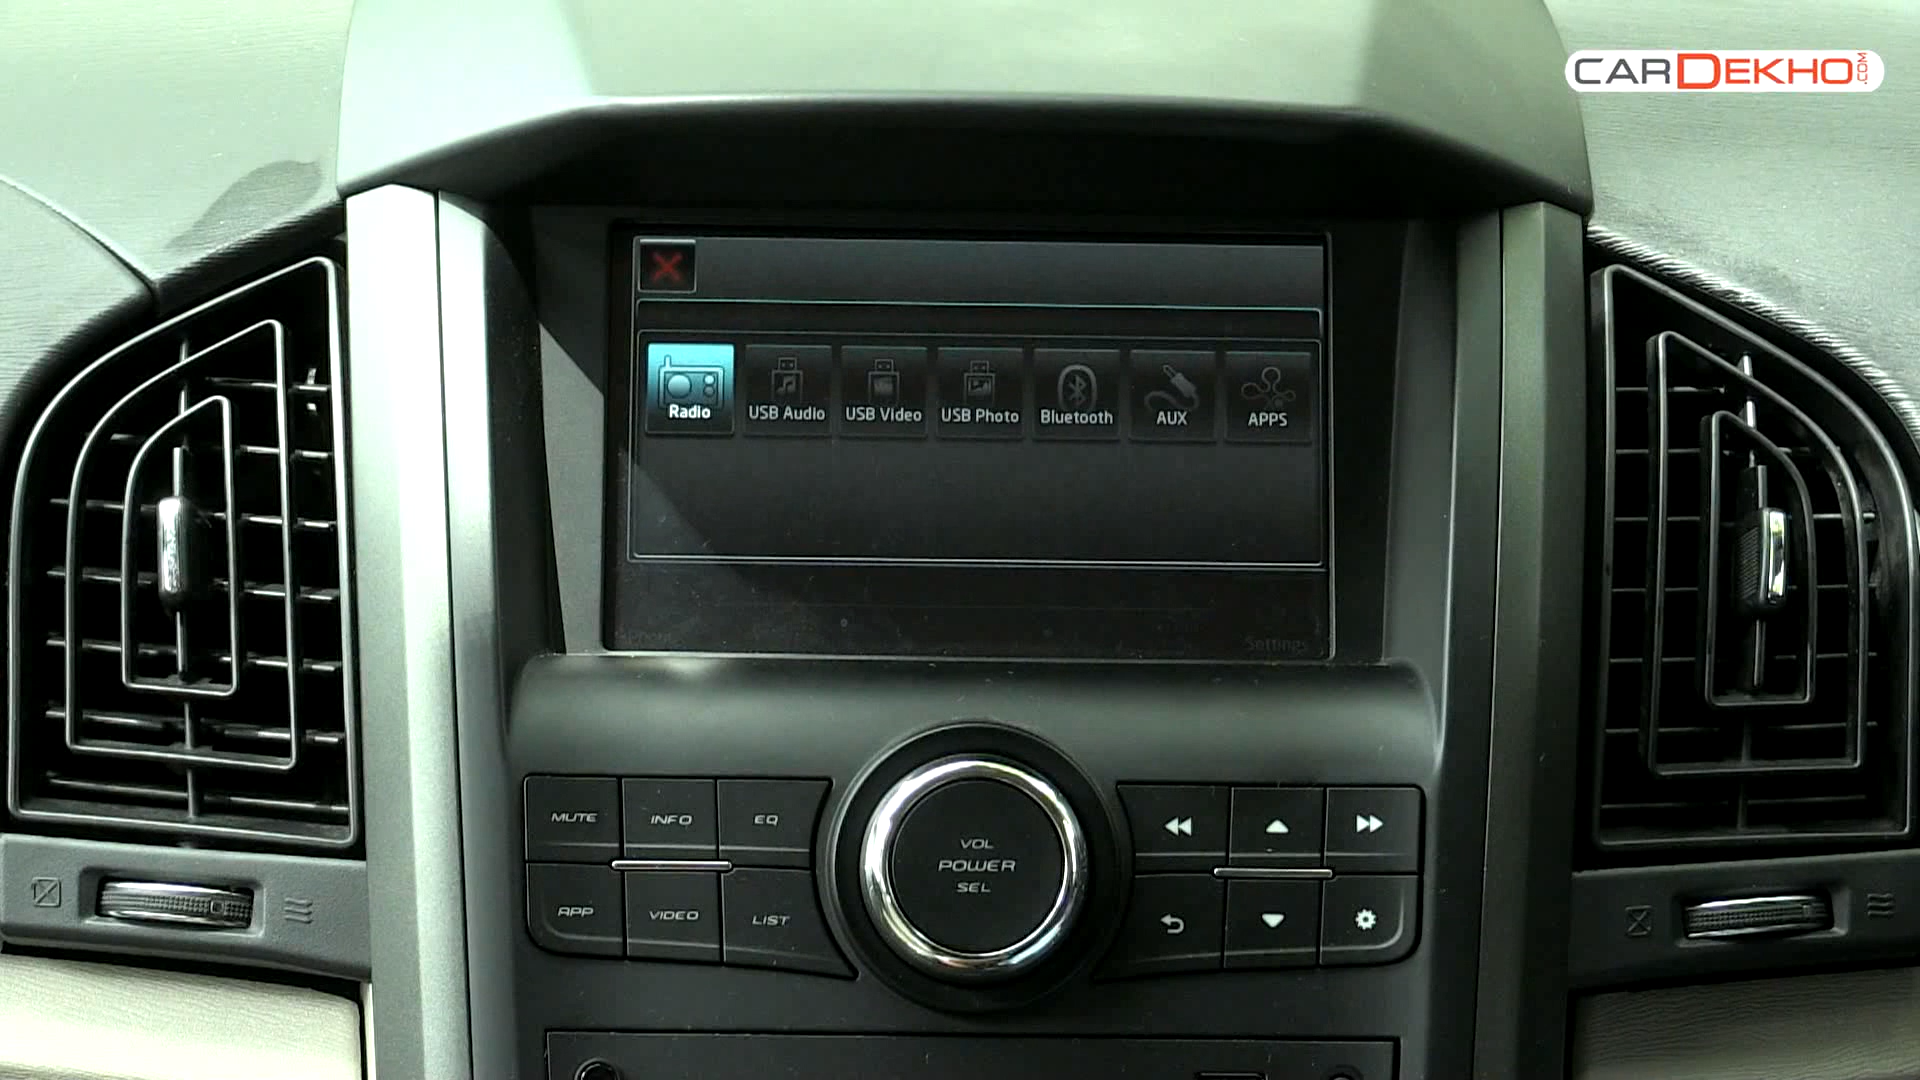 CARDEKHO.COM
Radio
USB Audio
USB Video
USB Photo
Bluetooth
AUX
APPS
Settings
MUTE
INFO
EQ
VOL
POWER
SEL
APP
VIDEO
LIST